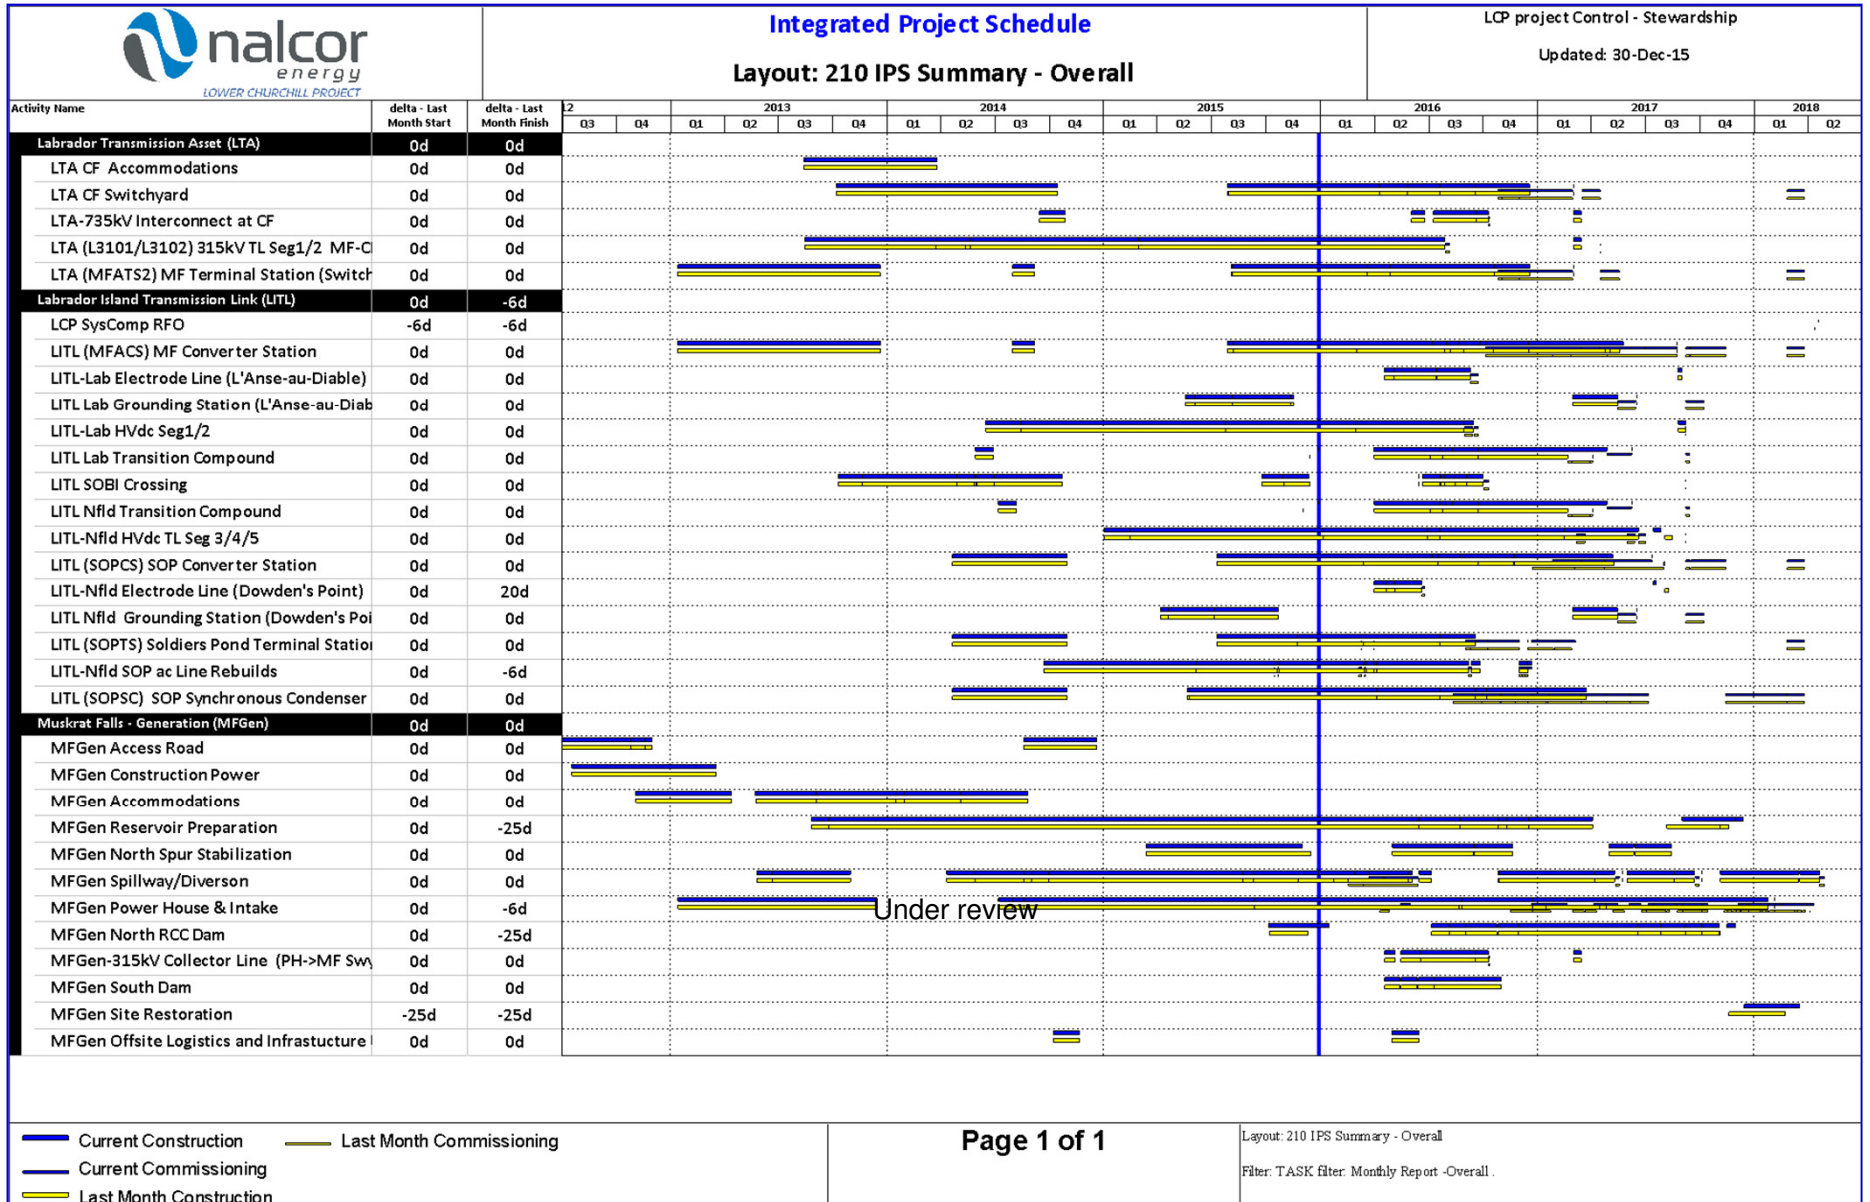 nalcor
energy
LOWER CHURCHILL PROJECT
Integrated Project Schedule
Layout: 210 IPS Summary - Overall
LCP project Control - Stewardship
Updated: 30-Dec-15
Activity Name delta - Last Month Start delta - Last Month Finish
12 2013 2014 2015 2016 2017 2018
Q3 Q4 Q1 Q2 Q3 Q4 Q1 Q2 Q3 Q4 Q1 Q2 Q3 Q4 Q1 Q2 Q3 Q4 Q1 Q2 Q3 Q4 Q1 Q2
Labrador Transmission Asset (LTA) 0d 0d
LTA CF Accommodations 0d 0d
LTA CF Switchyard 0d 0d
LTA-735kV Interconnect at CF 0d 0d
LTA (L3101/L3102) 315kV TL Seg1/2 MF-Cl 0d 0d
LTA (MFATS2) MF Terminal Station (Switch 0d 0d
Labrador Island Transmission Link (LITL) 0d -6d
LCP SysComp RFO -6d -6d
LITL (MFACS) MF Converter Station 0d 0d
LITL-Lab Electrode Line (L'Anse-au-Diable) 0d 0d
LITL Lab Grounding Station (L'Anse-au-Diab 0d 0d
LITL-Lab HVdc Seg1/2 0d 0d
LITL Lab Transition Compound 0d 0d
LITL SOBI Crossing 0d 0d
LITL Nfld Transition Compound 0d 0d
LITL-Nfld HVdc TL Seg 3/4/5 0d 0d
LITL (SOPCS) SOP Converter Station 0d 0d
LITL-Nfld Electrode Line (Dowden's Point) 0d 20d
LITL Nfld Grounding Station (Dowden's Poi 0d 0d
LITL (SOPTS) Soldiers Pond Terminal Station 0d 0d
LITL-Nfld SOP ac Line Rebuilds 0d -6d
LITL (SOPSC) SOP Synchronous Condenser 0d 0d
Muskrat Falls - Generation (MFGen) 0d 0d
MFGen Access Road 0d 0d
MFGen Construction Power 0d 0d
MFGen Accommodations 0d 0d
MFGen Reservoir Preparation 0d -25d
MFGen North Spur Stabilization 0d 0d
MFGen Spillway/Diverson 0d 0d
MFGen Power House & Intake 0d -6d Under review
MFGen North RCC Dam 0d -25d
MFGen-315kV Collector Line (PH->MF Swy 0d 0d
MFGen South Dam 0d 0d
MFGen Site Restoration -25d -25d
MFGen Offsite Logistics and Infrastucture 0d 0d
Current Construction Last Month Commissioning
Current Commissioning
Last Month Construction
Page 1 of 1
Layout: 210 IPS Summary - Overall
Filter: TASK filter: Monthly Report -Overall .